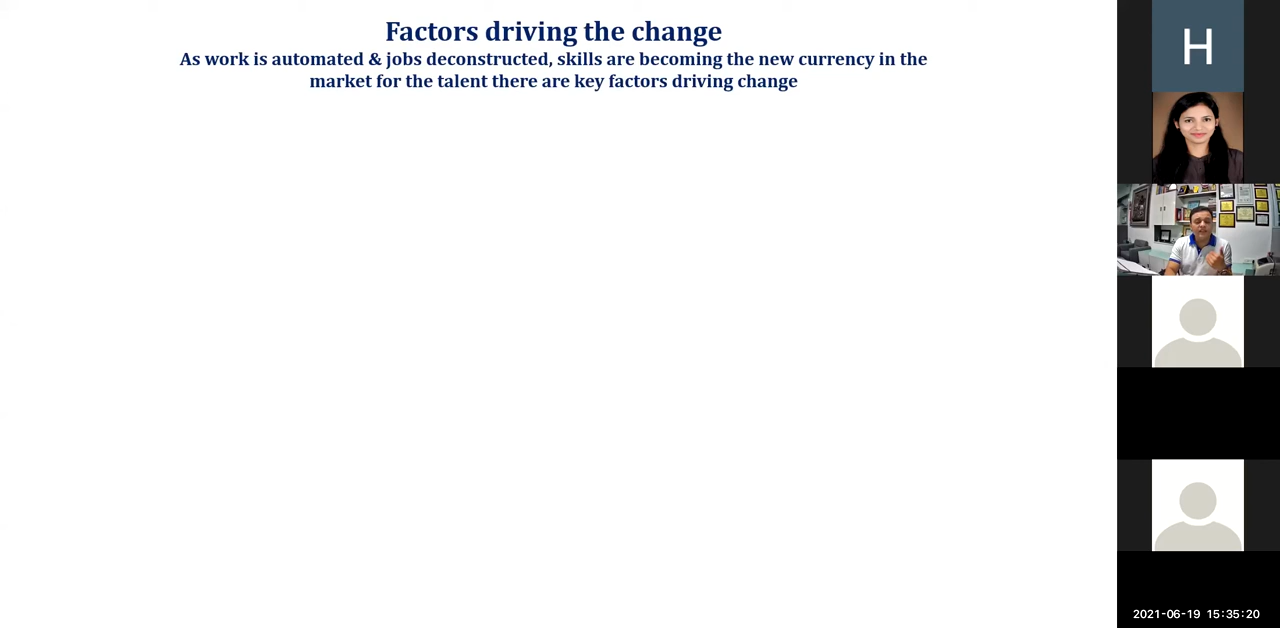 Factors driving the change
As work is automated & jobs deconstructed, skills are becoming the new currency in the
market for the talent there are key factors driving change
H
2021-06-19 15:35:20